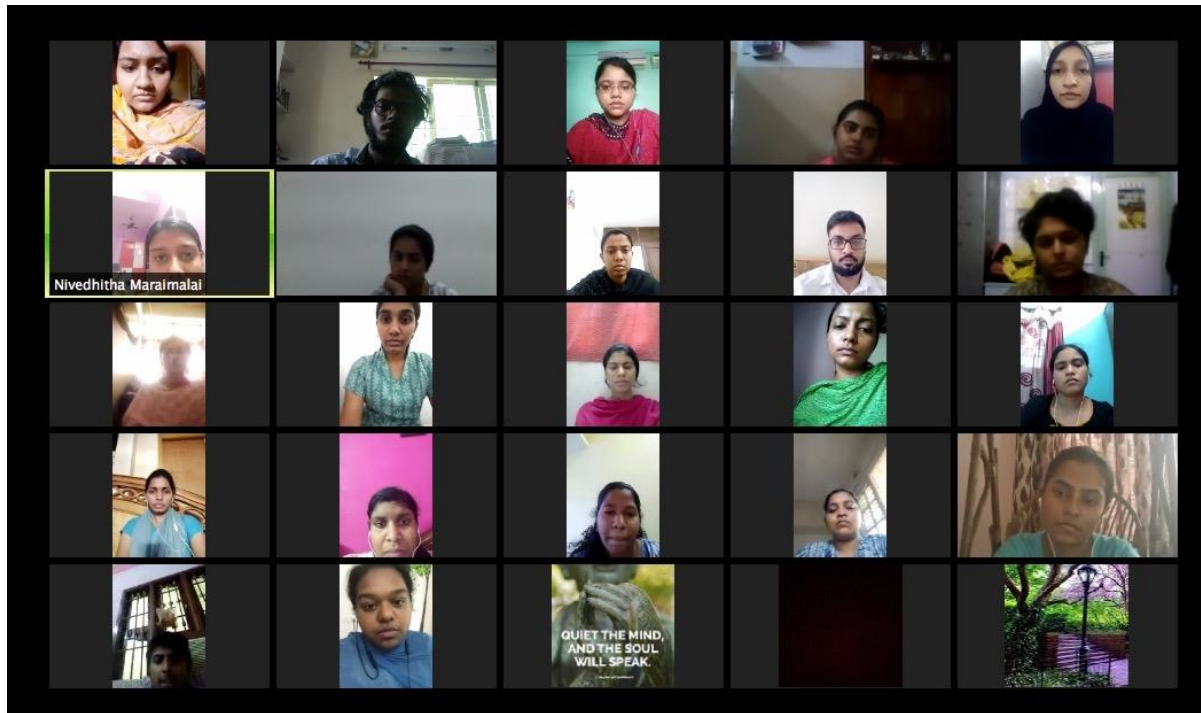 Nivedhitha Maraimalai
QUIET THE MIND,
AND THE SOUL
WILL SPEAK.